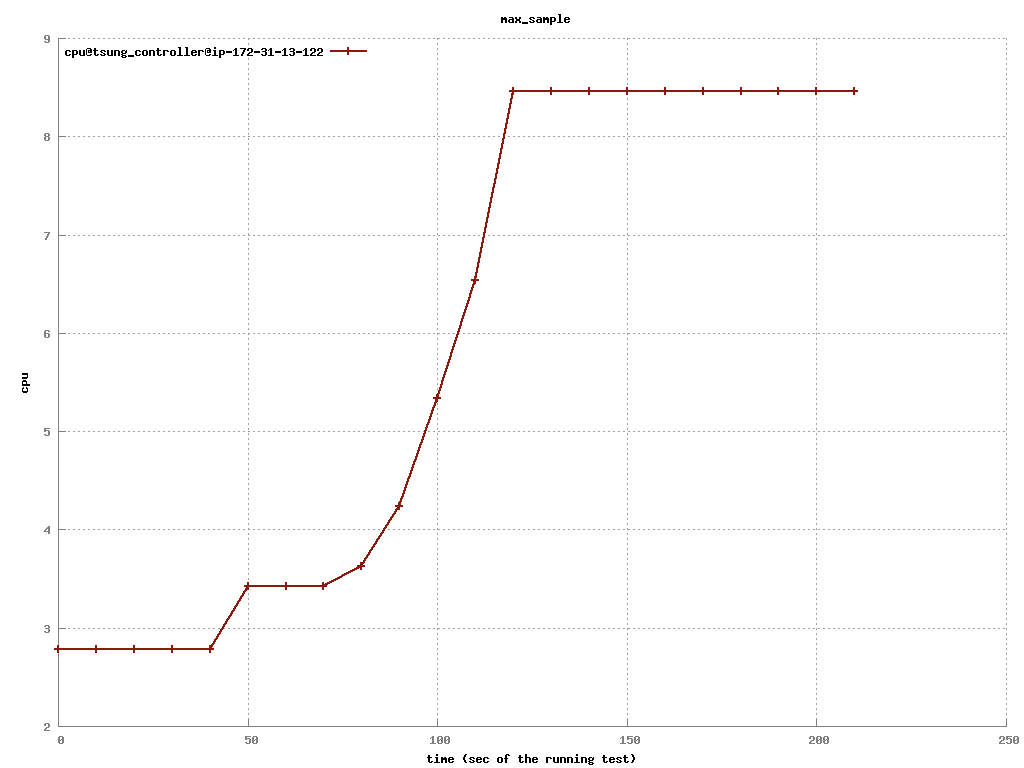 max_sample
cpu@tsung_controller@ip-172-31-13-122
9
8
7
6
5
4
3
2
cpu
0 50 100 150 200 250
time (sec of the running test)